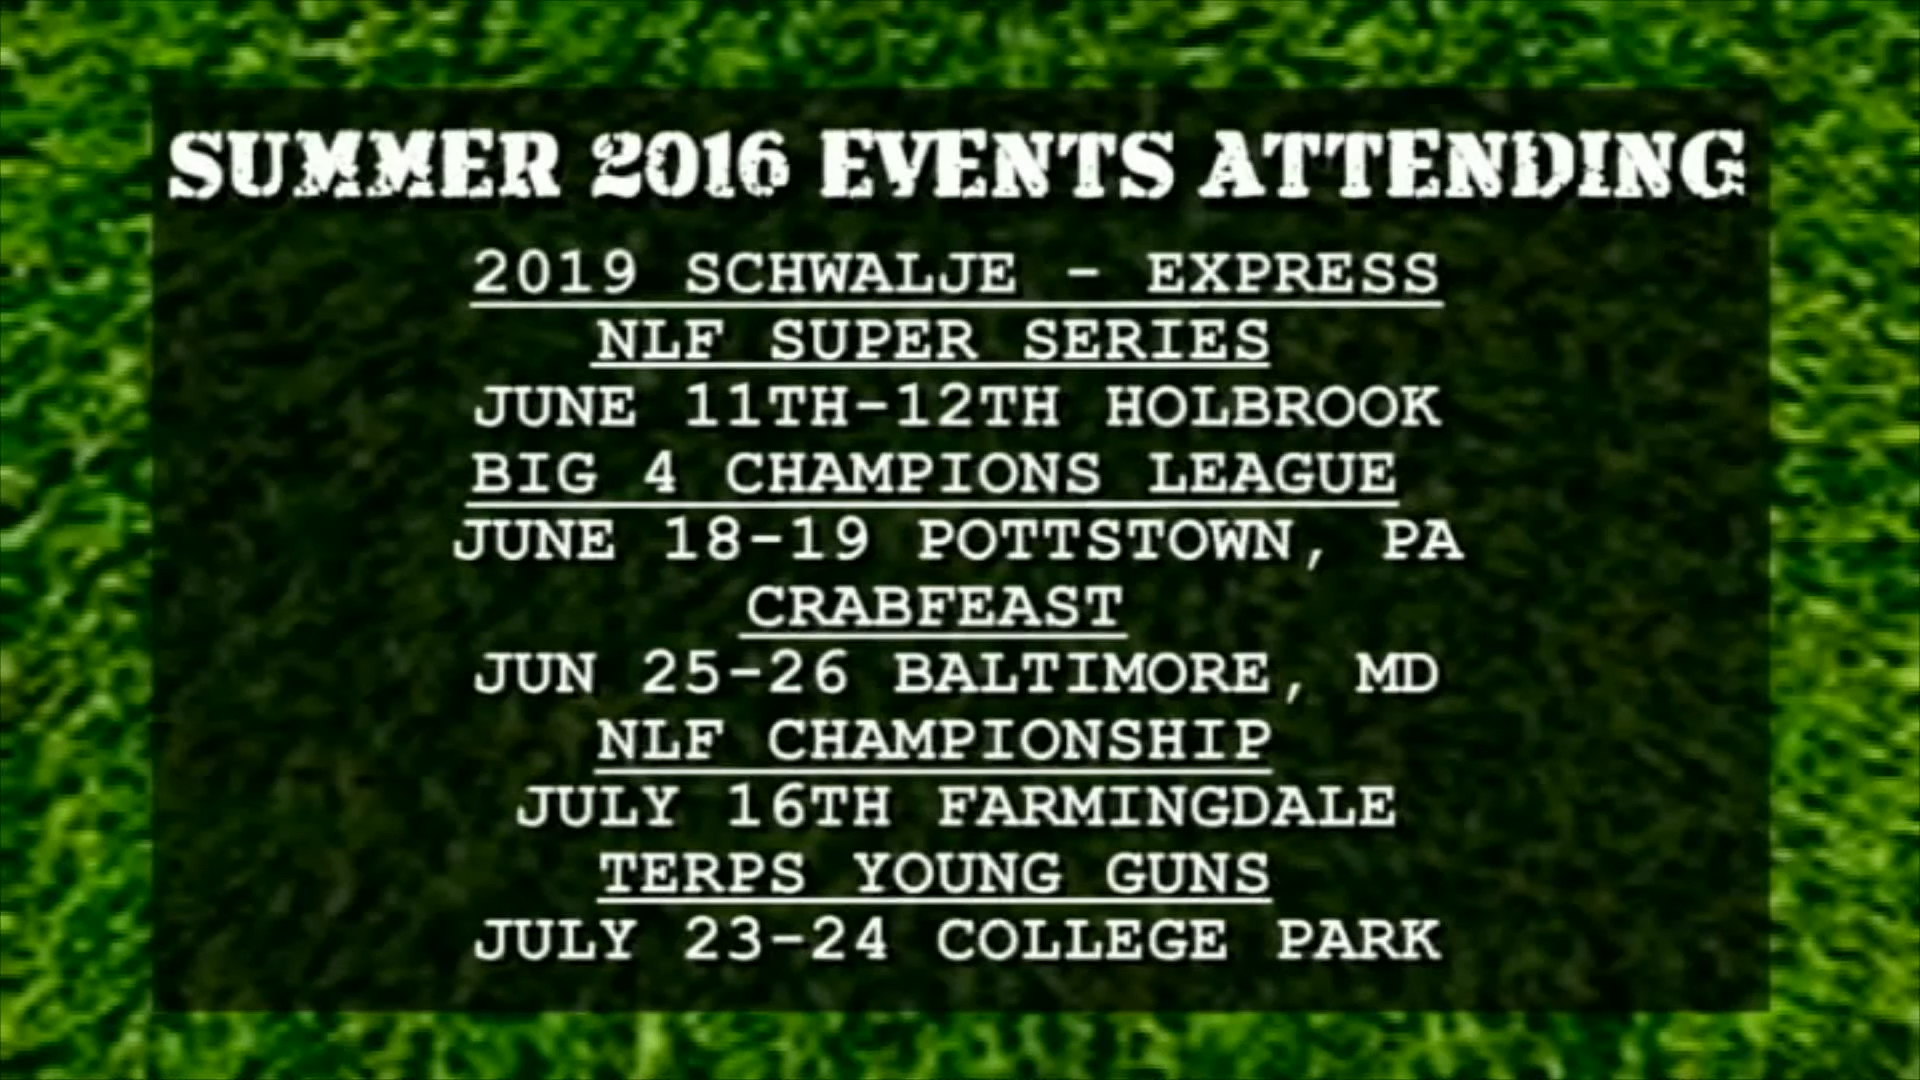 SUMMER 2016 EVENTS ATTENDING
2019 SCHWALJE - EXPRESS
NLF SUPER SERIES
JUNE 11TH-12TH HOLBROOK
BIG 4 CHAMPIONS LEAGUE
JUNE 18-19 POTTSTOWN, PA
CRABFEAST
JUN 25-26 BALTIMORE, MD
NLF CHAMPIONSHIP
JULY 16TH FARMINGDALE
TERPS YOUNG GUNS
JULY 23-24 COLLEGE PARK